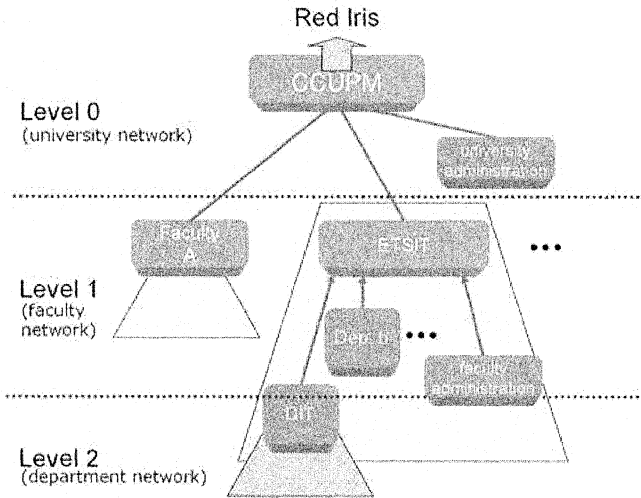 Red Iris
CCUPM
Level 0
(university network)
university
administration
Faculty
A
ETSIT
...
Level 1
(faculty
network)
...
faculty
administration
DIT
Level 2
(department network)